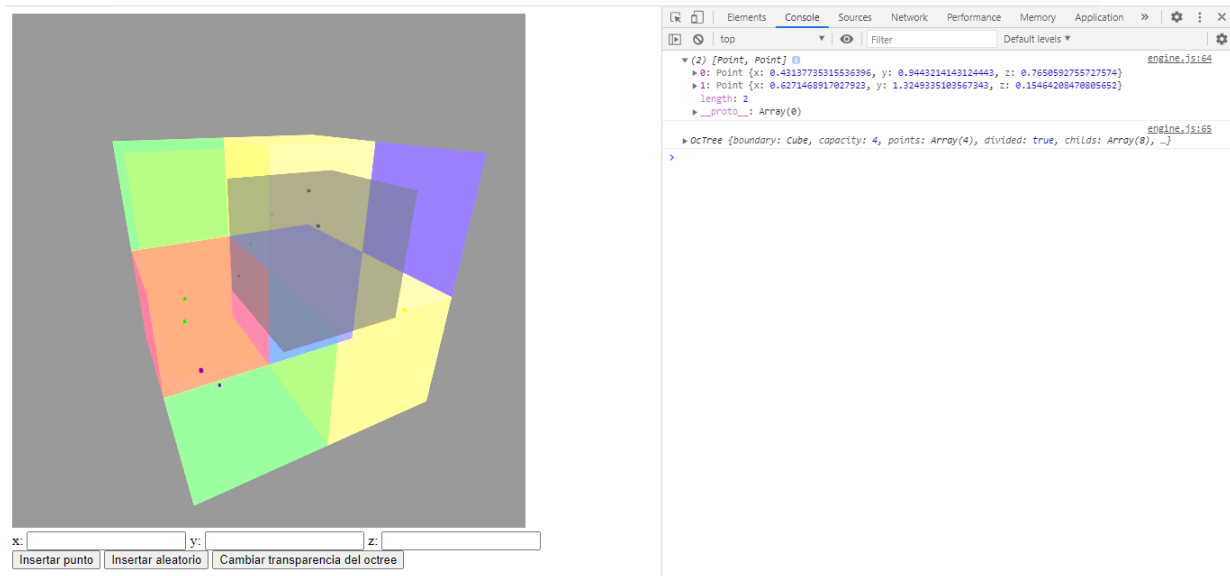 Elements Console Sources Network Performance Memory Application »
top Filter Default levels
(2) [Point, Point] engine.js:64
0: Point {x: 0.43137735315536396, y: 0.9443214143124443, z: 0.7650592755727574}
1: Point {x: 0.6271468917027923, y: 1.3249335103567343, z: 0.15464208470805652}
length: 2
__proto__: Array(0)
engine.js:65
OcTree {boundary: Cube, capacity: 4, points: Array(4), divided: true, childs: Array(8), …}
x: y: z:
Insertar punto Insertar aleatorio Cambiar transparencia del octree